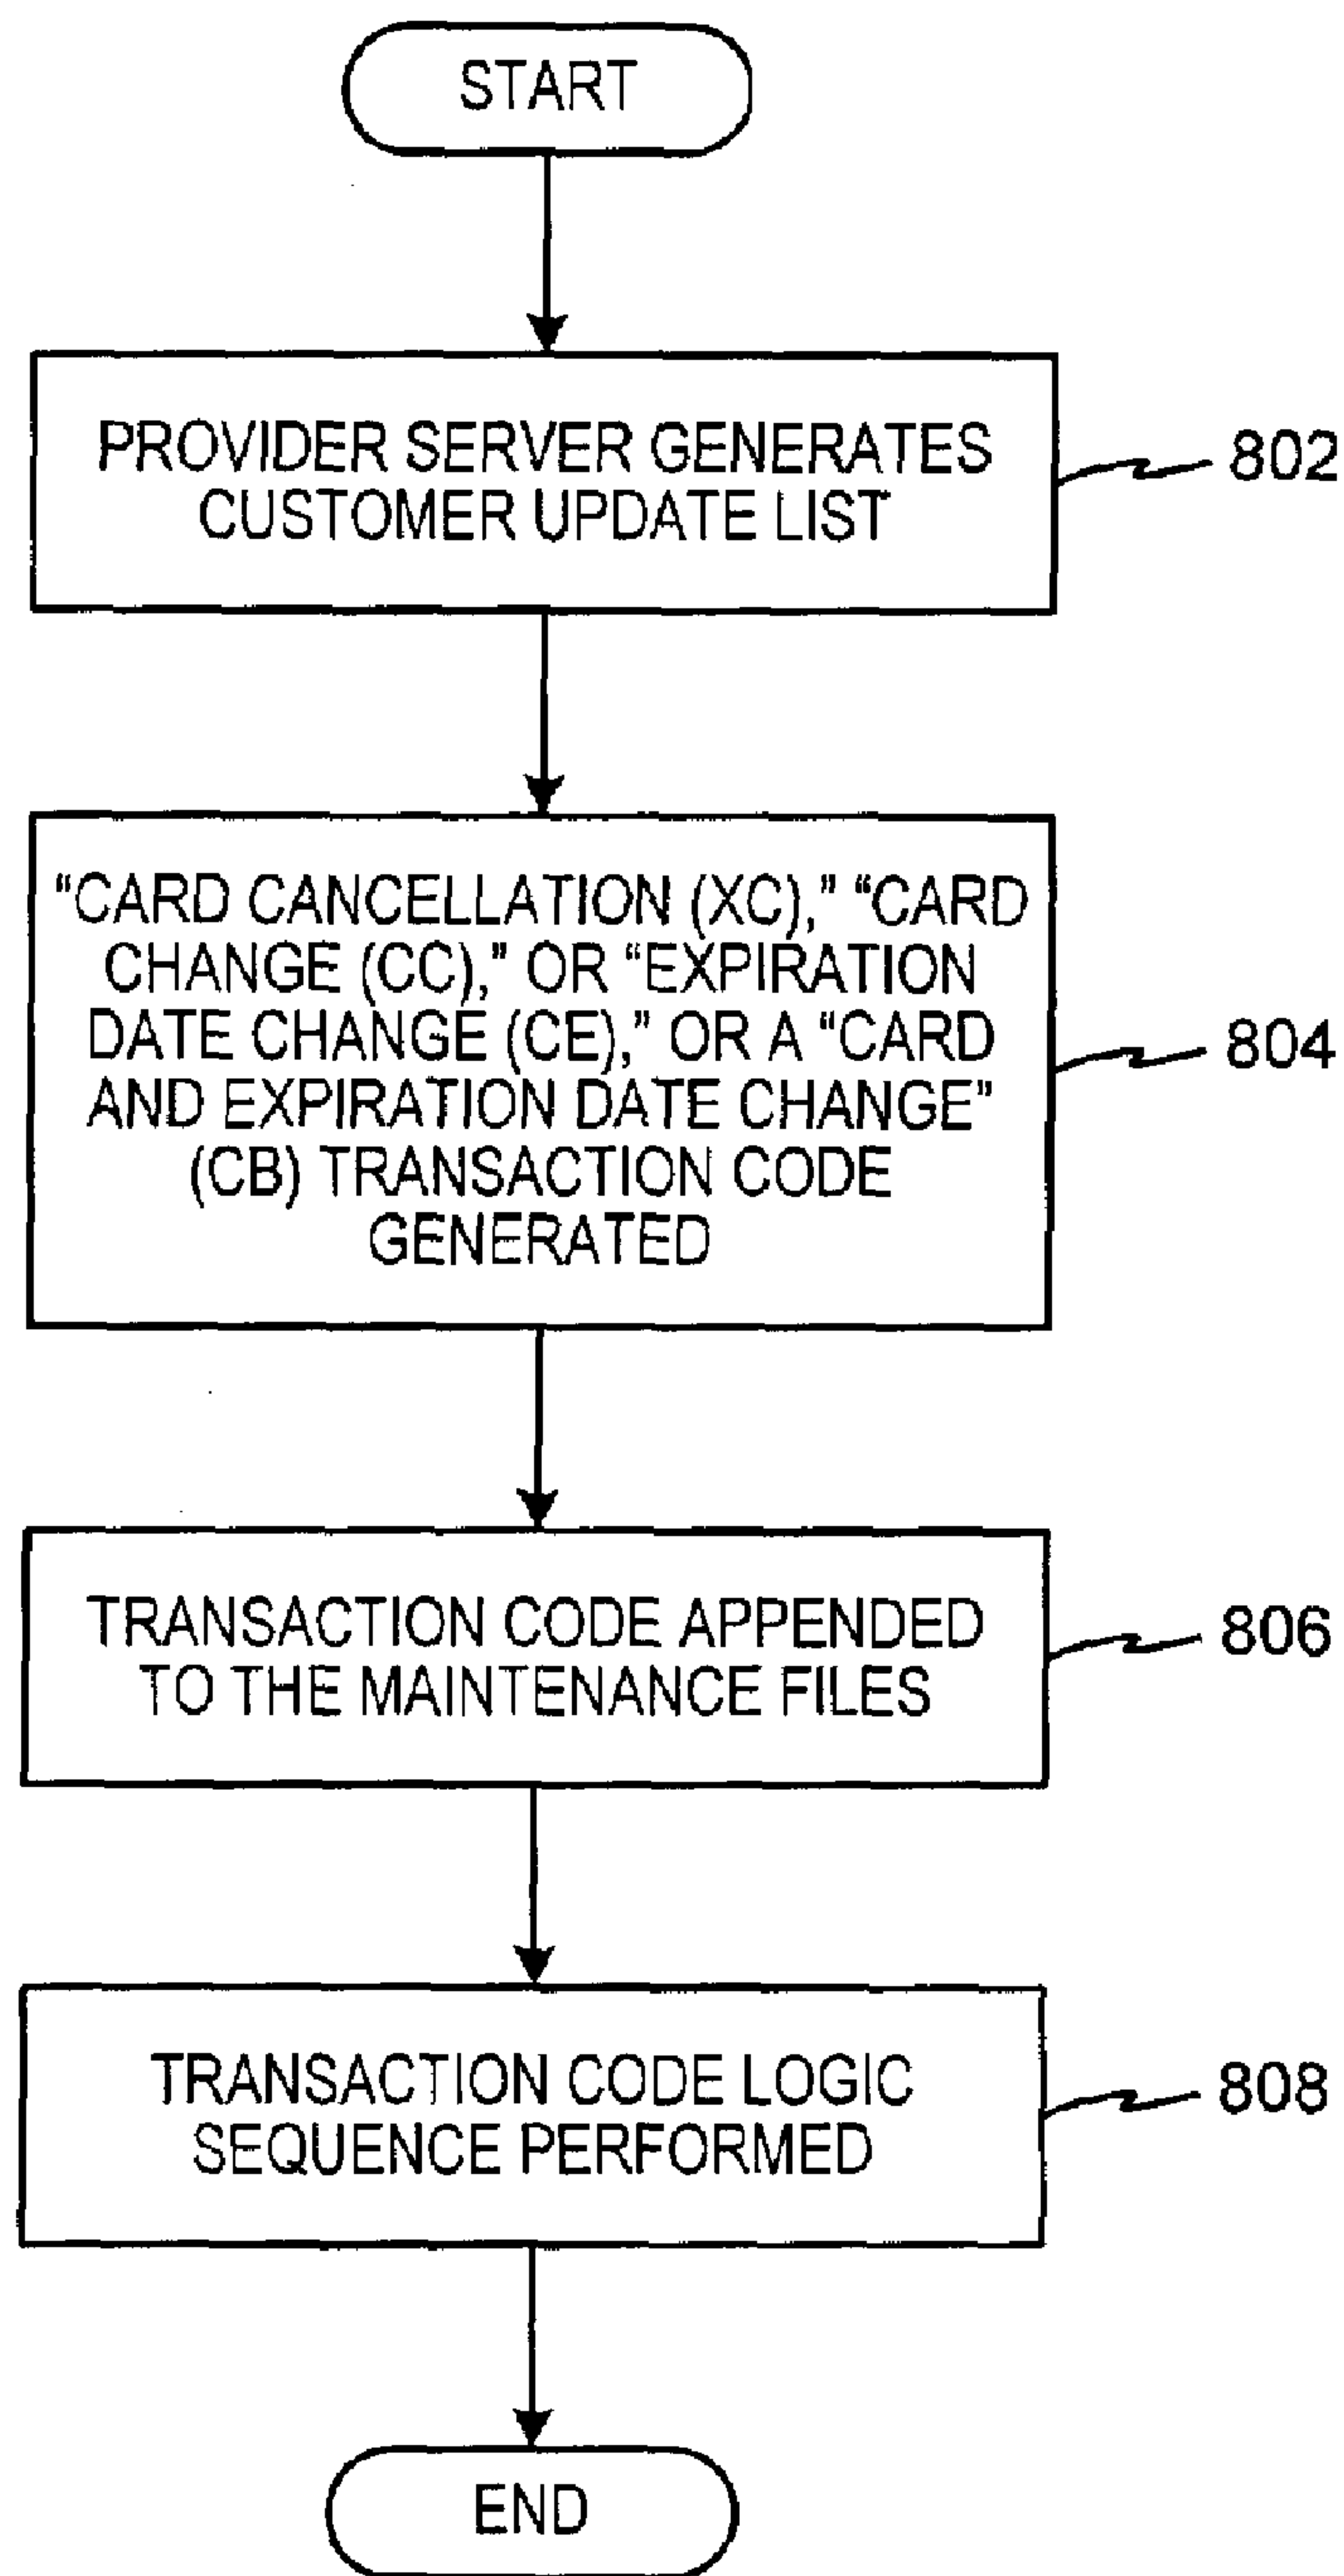 START
PROVIDER SERVER GENERATES
CUSTOMER UPDATE LIST
802
“CARD CANCELLATION (XC),” “CARD
CHANGE (CC),” OR “EXPIRATION
DATE CHANGE (CE),” OR A “CARD
AND EXPIRATION DATE CHANGE”
(CB) TRANSACTION CODE
GENERATED
804
TRANSACTION CODE APPENDED
TO THE MAINTENANCE FILES
806
TRANSACTION CODE LOGIC
SEQUENCE PERFORMED
808
END